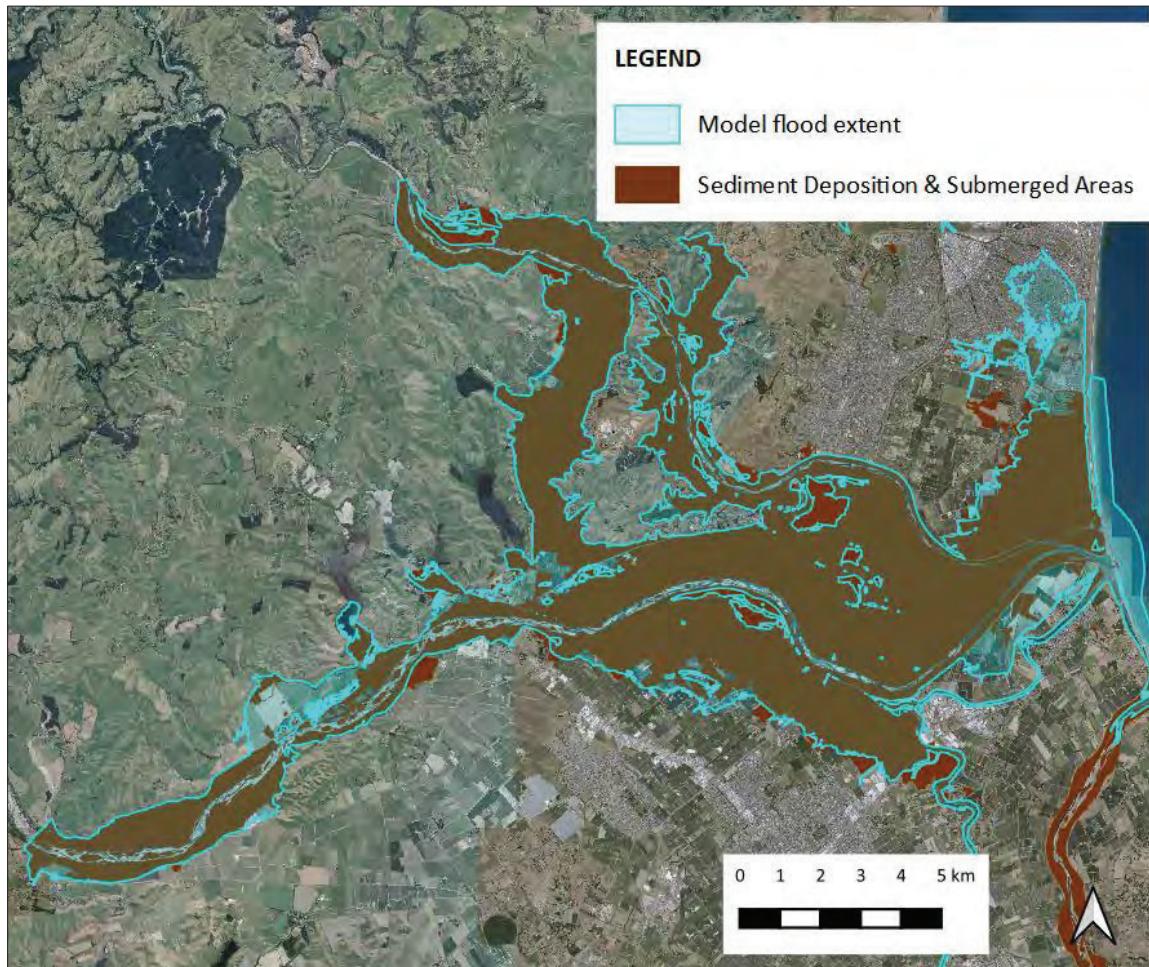 LEGEND
Model flood extent
Sediment Deposition & Submerged Areas
0 1 2 3 4 5 km